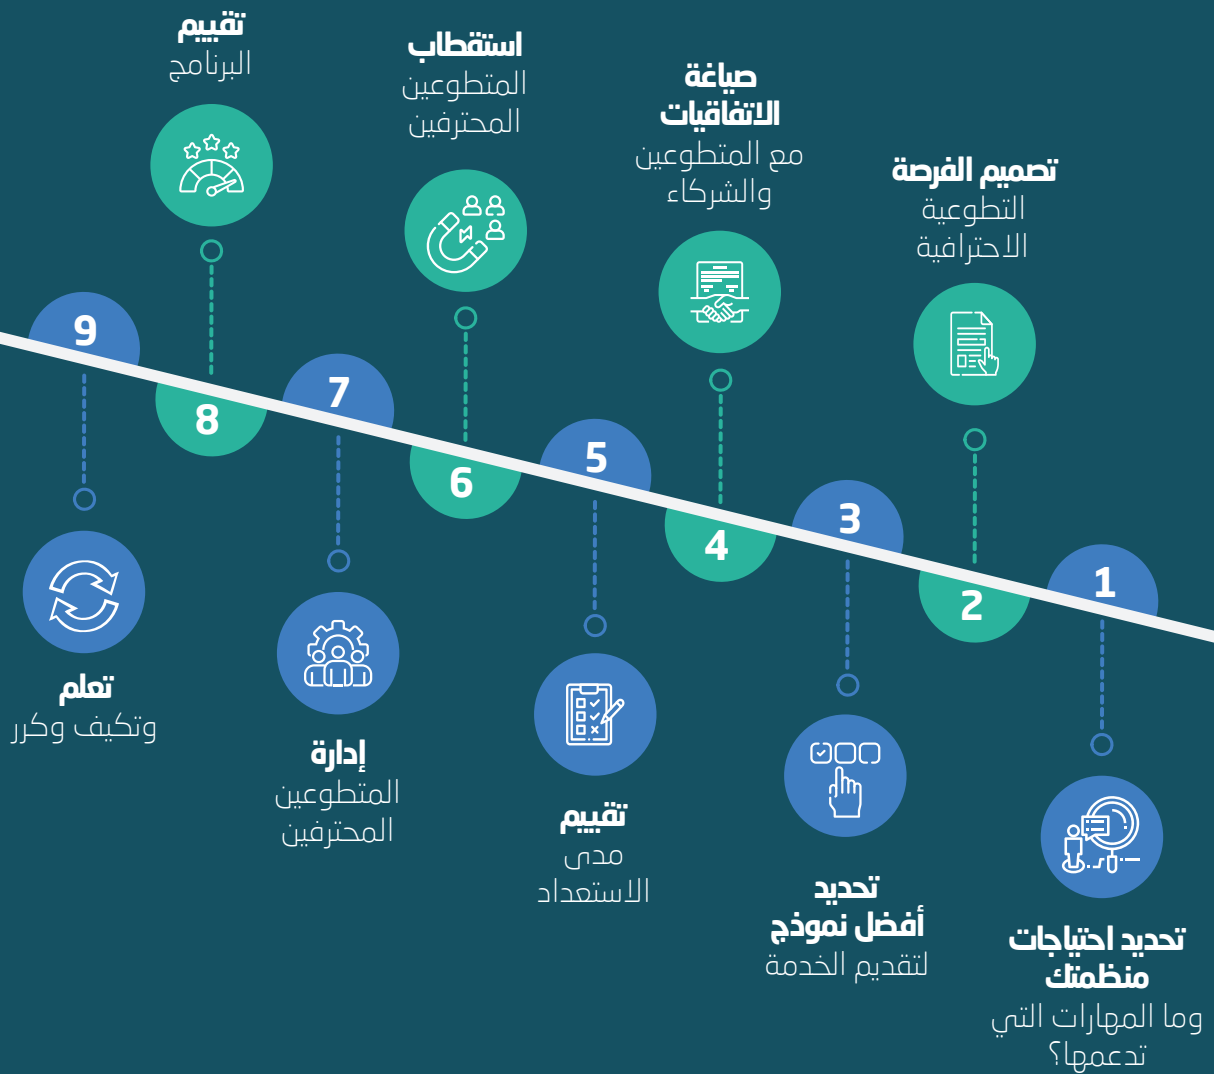 1
تحديد احتياجات
منظمتك
وما المهارات التي
تدعمها؟
2
تصميم الفرصة
التطوعية
الاحترافية
3
تحديد
أفضل نموذج
لتقديم الخدمة
4
صياغة
الاتفاقيات
مع المتطوعين
والشركاء
5
تقييم
مدى
الاستعداد
6
استقطاب
المتطوعين
المحترفين
7
إدارة
المتطوعين
المحترفين
8
تقييم
البرنامج
9
تعلم
وتكيف وكرر